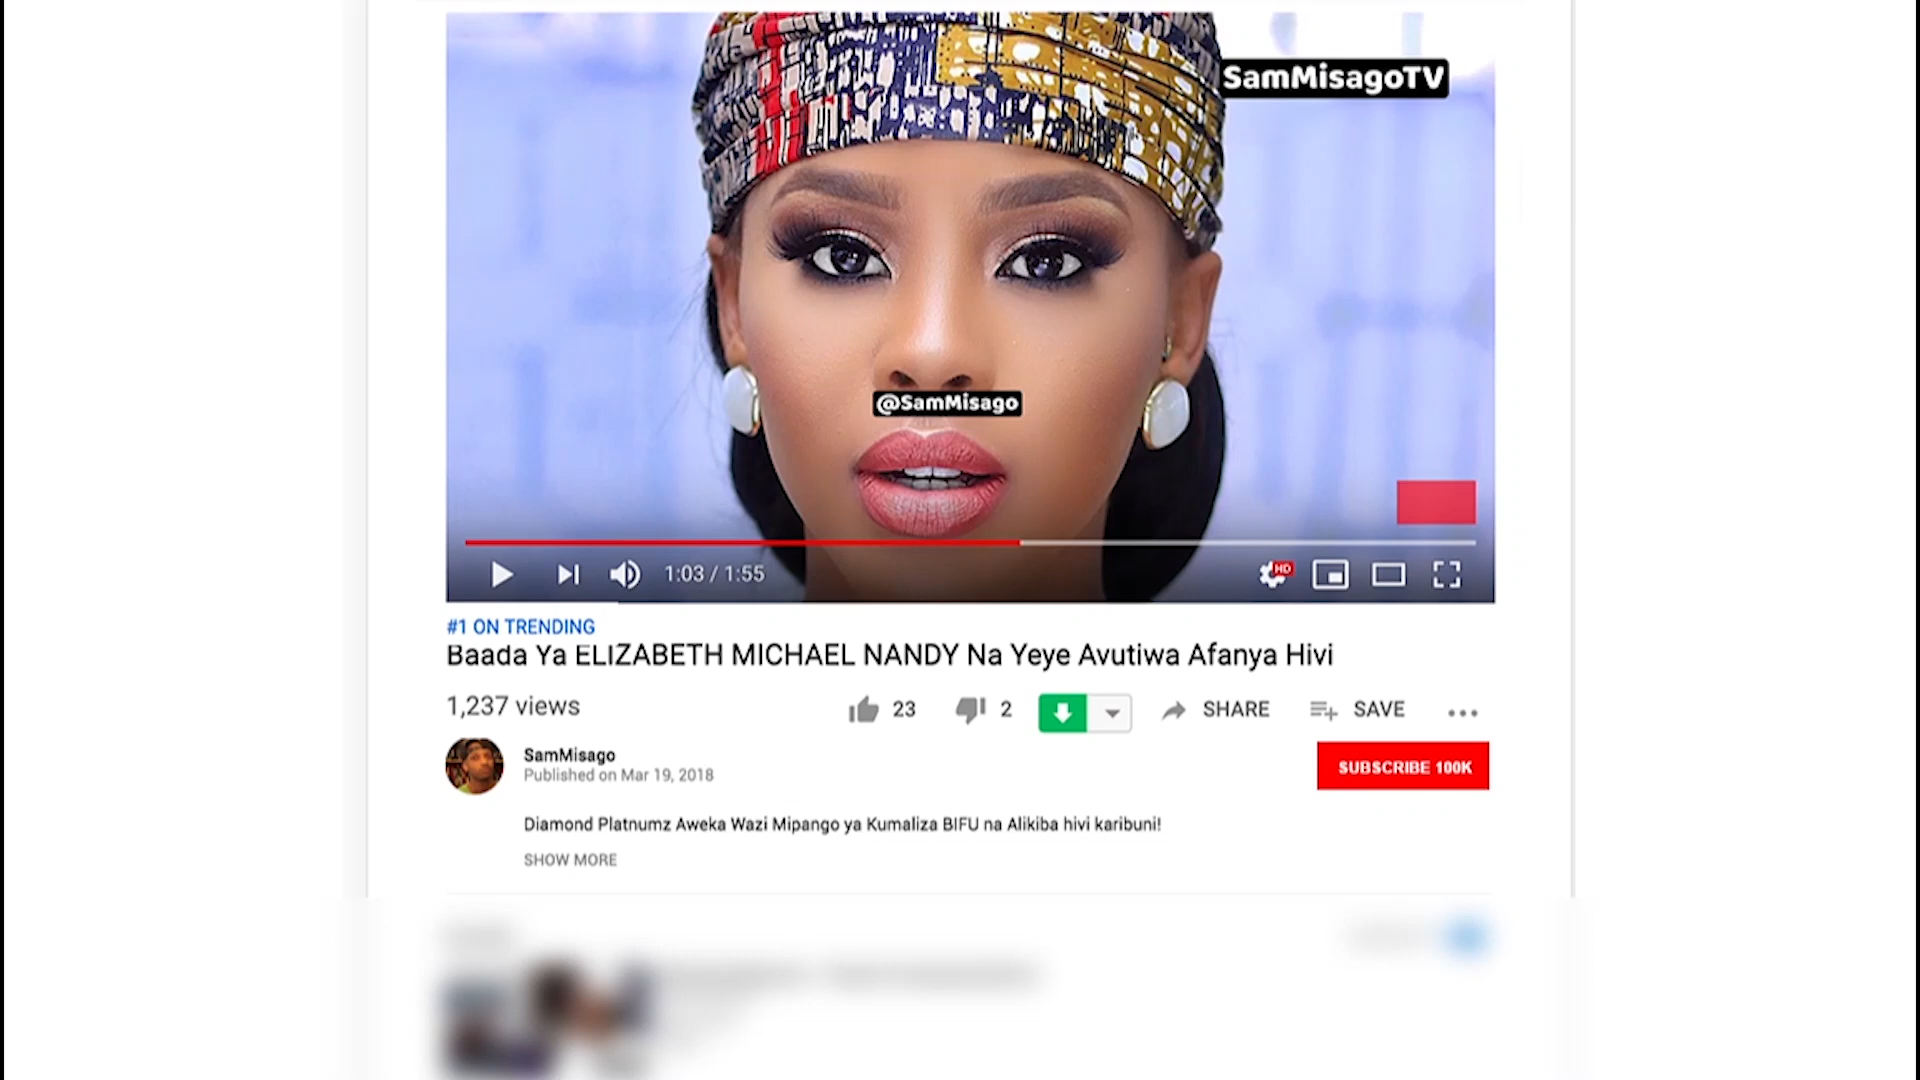 SamMisagoTV
@SamMisago
1:03 / 1:55
HD
#1 ON TRENDING
Baada Ya ELIZABETH MICHAEL NANDY Na Yeye Avutiwa Afanya Hivi
1,237 views
23
2
SHARE
SAVE
SamMisago
Published on Mar 19, 2018
SUBSCRIBE 100K
Diamond Platnumz Aweka Wazi Mipango ya Kumaliza BIFU na Alikiba hivi karibuni!
SHOW MORE